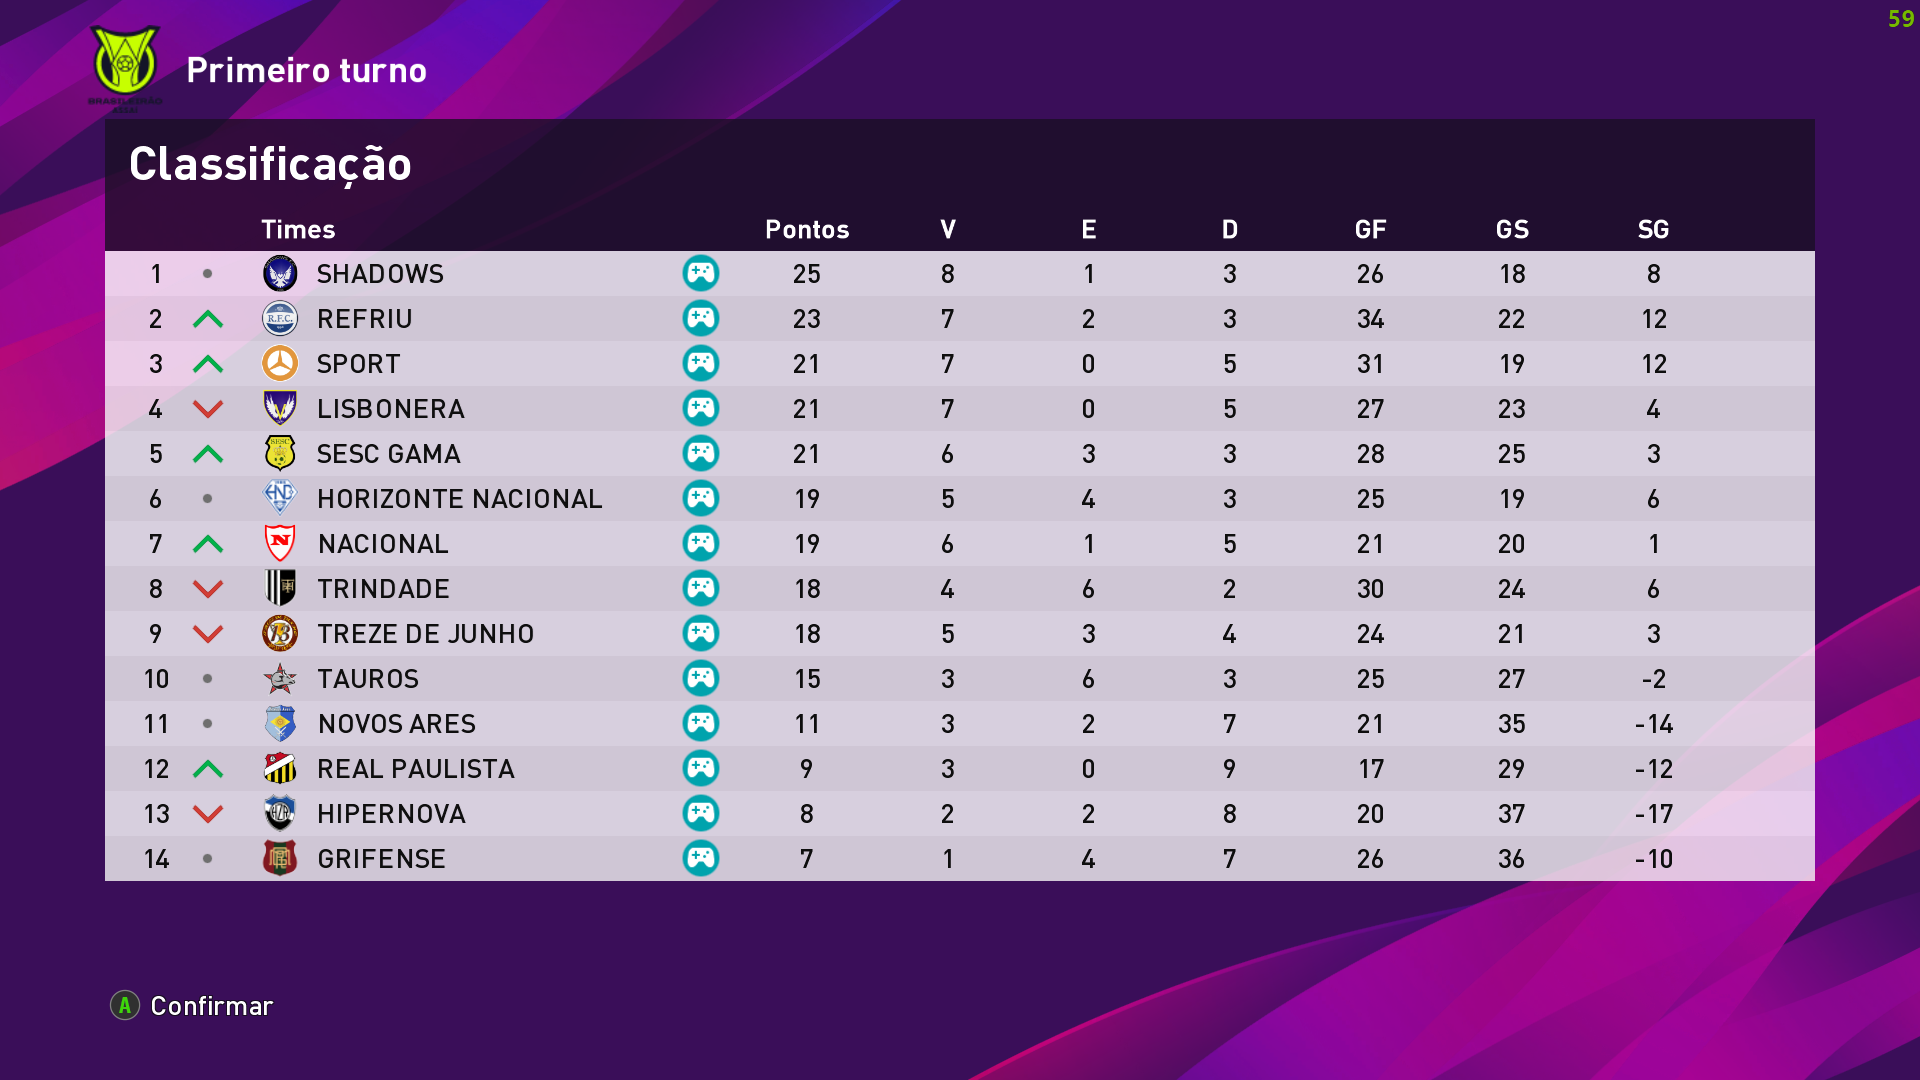 59
BRASILEIRÃO
Primeiro turno
Classificação
Times Pontos V E D GF GS SG
1 SHADOWS 25 8 1 3 26 18 8
2 R.F.C. REFRIU 23 7 2 3 34 22 12
3 SPORT 21 7 0 5 31 19 12
4 LISBONERA 21 7 0 5 27 23 4
5 SESC SESC GAMA 21 6 3 3 28 25 3
6 HORIZONTE NACIONAL 19 5 4 3 25 19 6
7 N NACIONAL 19 6 1 5 21 20 1
8 TRINDADE 18 4 6 2 30 24 6
9 13 TREZE DE JUNHO 18 5 3 4 24 21 3
10 TAUROS 15 3 6 3 25 27 -2
11 NOVOS ARES 11 3 2 7 21 35 -14
12 REAL PAULISTA 9 3 0 9 17 29 -12
13 HIPERNOVA 8 2 2 8 20 37 -17
14 GRIFENSE 7 1 4 7 26 36 -10
A Confirmar